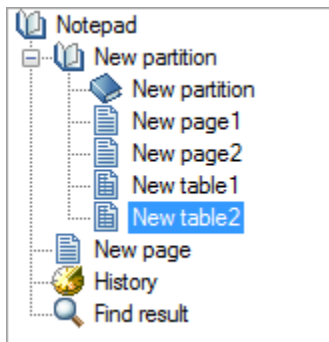 Notepad
New partition
New partition
New page1
New page2
New table1
New table2
New page
History
Find result